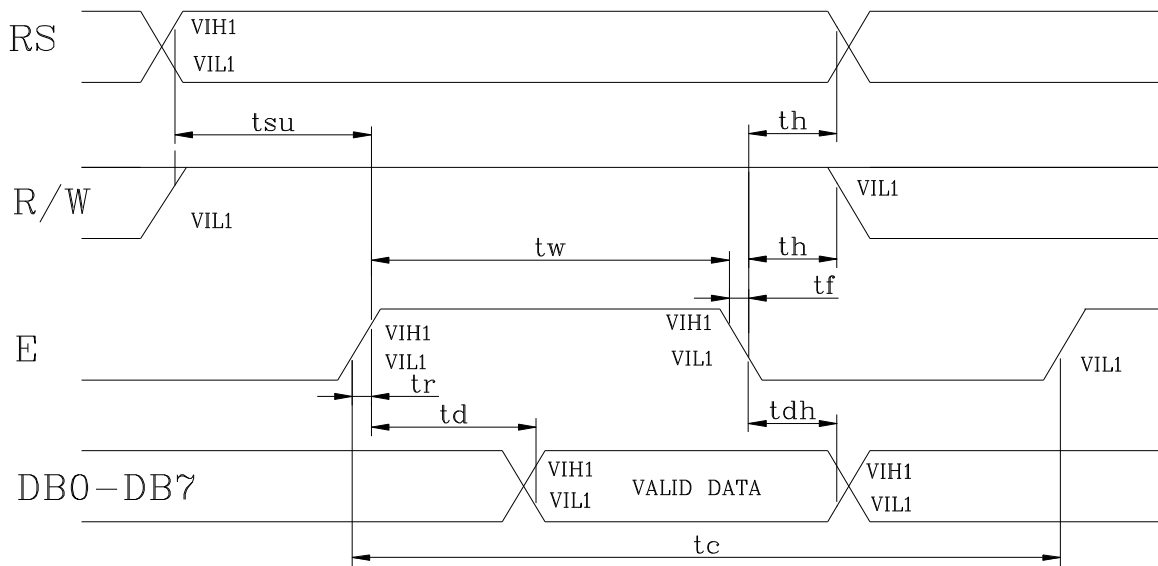 RS
VIH1
VIL1
tsu
th
R/W
VIL1
VIL1
tw
th
tf
E
VIH1
VIL1
VIH1
VIL1
VIL1
tr
td
tdh
DB0-DB7
VIH1
VIL1
VALID DATA
VIH1
VIL1
tc